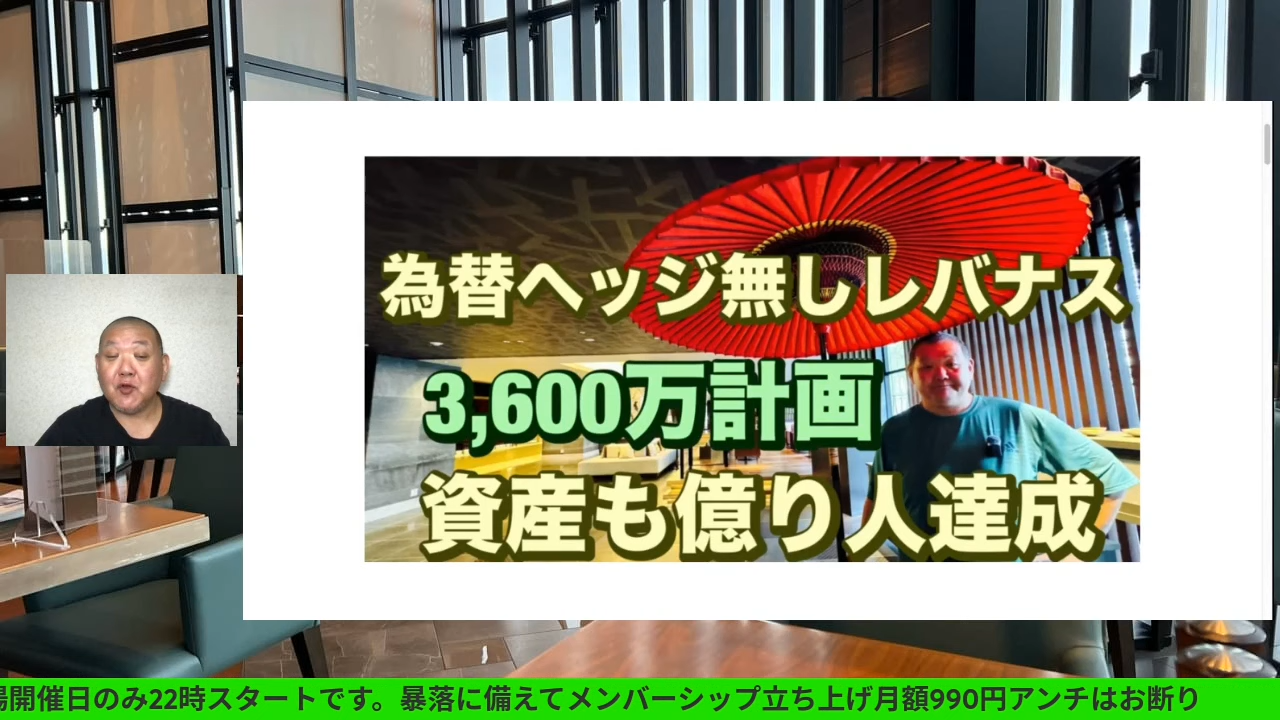 為替ヘッジ無しレバナス
3,600万計画
資産も億り人達成
場開催日のみ22時スタートです。暴落に備えてメンバーシップ立ち上げ月額990円アンチはお断り